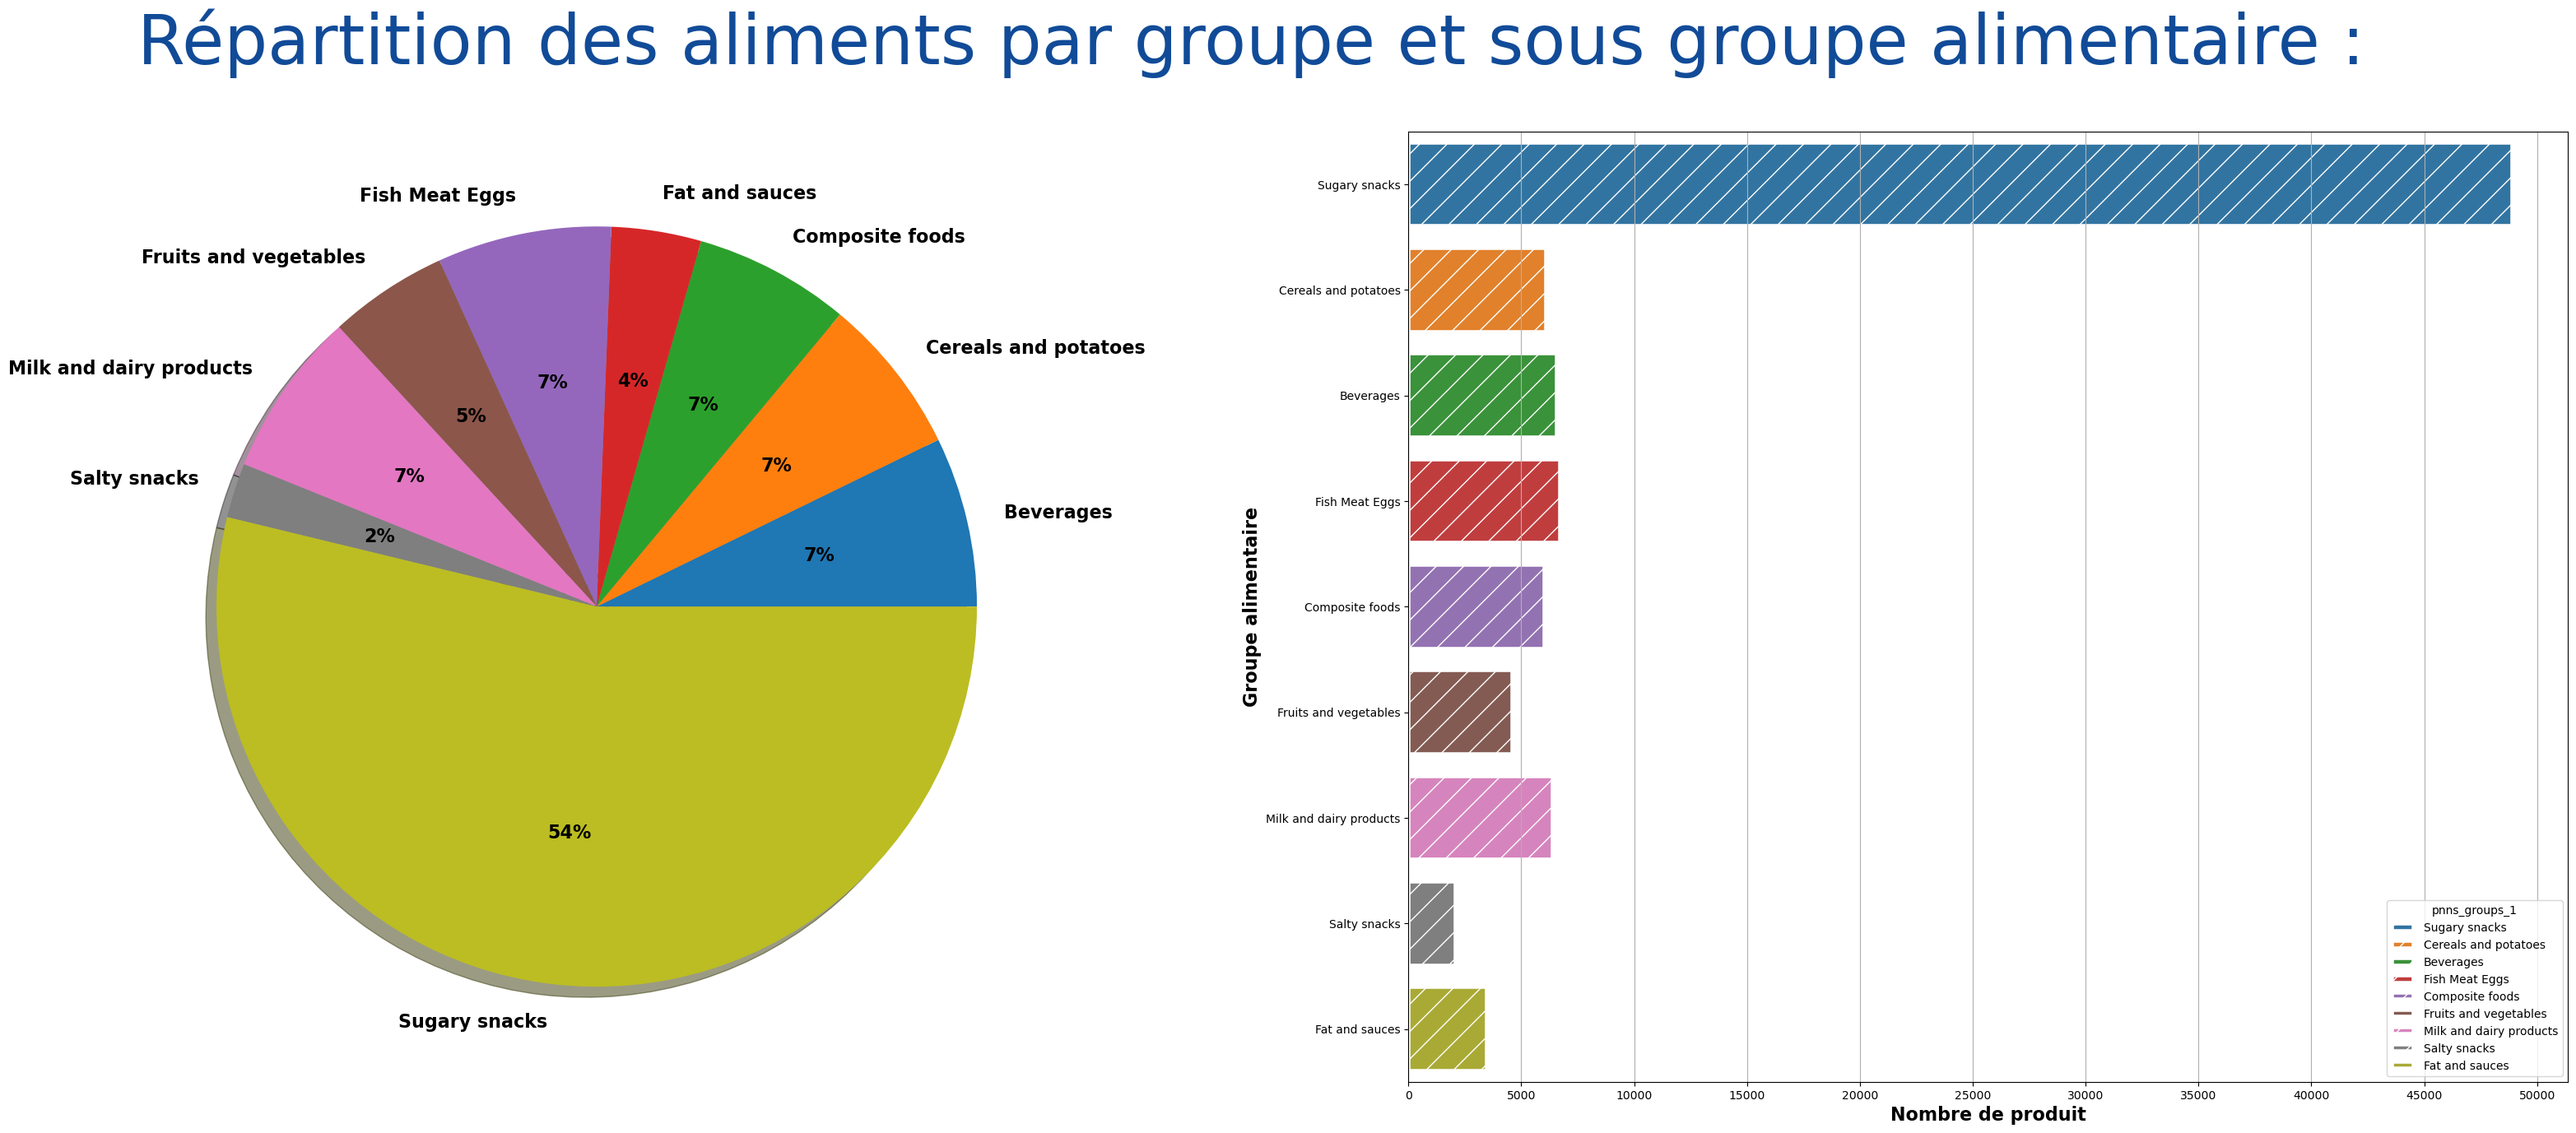 Répartition des aliments par groupe et sous groupe alimentaire :
Fish Meat Eggs
Fat and sauces
Composite foods
Fruits and vegetables
Cereals and potatoes
Milk and dairy products
Salty snacks
Beverages
Sugary snacks
7%
4%
7%
5%
7%
7%
2%
7%
54%
Groupe alimentaire
Sugary snacks
Cereals and potatoes
Beverages
Fish Meat Eggs
Composite foods
Fruits and vegetables
Milk and dairy products
Salty snacks
Fat and sauces
pnns_groups_1
Sugary snacks
Cereals and potatoes
Beverages
Fish Meat Eggs
Composite foods
Fruits and vegetables
Milk and dairy products
Salty snacks
Fat and sauces
0 5000 10000 15000 20000 25000 30000 35000 40000 45000 50000
Nombre de produit